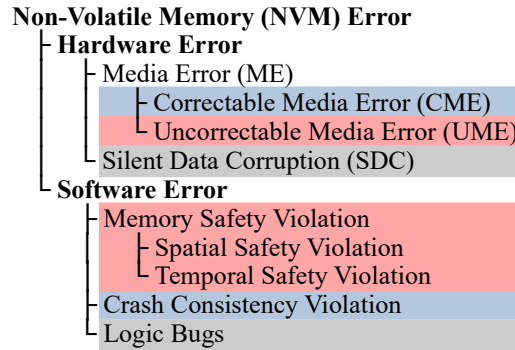 Non-Volatile Memory (NVM) Error
Hardware Error
Media Error (ME)
Correctable Media Error (CME)
Uncorrectable Media Error (UME)
Silent Data Corruption (SDC)
Software Error
Memory Safety Violation
Spatial Safety Violation
Temporal Safety Violation
Crash Consistency Violation
Logic Bugs